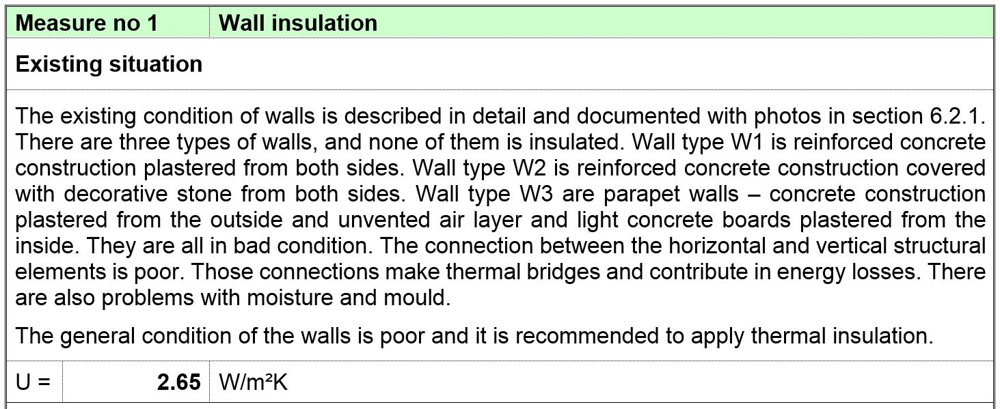 Measure no 1 Wall insulation
Existing situation
The existing condition of walls is described in detail and documented with photos in section 6.2.1.
There are three types of walls, and none of them is insulated. Wall type W1 is reinforced concrete
construction plastered from both sides. Wall type W2 is reinforced concrete construction covered
with decorative stone from both sides. Wall type W3 are parapet walls – concrete construction
plastered from the outside and unvented air layer and light concrete boards plastered from the
inside. They are all in bad condition. The connection between the horizontal and vertical structural
elements is poor. Those connections make thermal bridges and contribute in energy losses. There
are also problems with moisture and mould.
The general condition of the walls is poor and it is recommended to apply thermal insulation.
U = 2.65 W/m²K